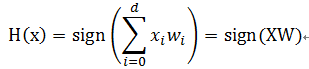 H(x) = sign(∑_{i=0}^{d} x_i w_i) = sign(XW)↵